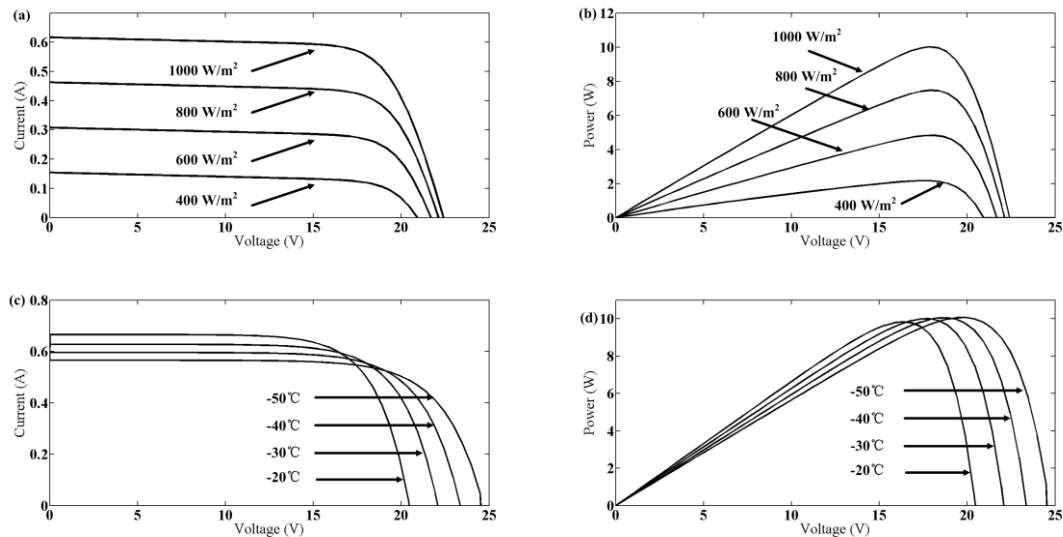 (a)
0.6
0.5
0.4
0.3
0.2
0.1
0
Current (A)
1000 W/m²
800 W/m²
600 W/m²
400 W/m²
0 5 10 15 20 25
Voltage (V)
(b)
12
10
8
6
4
2
0
Power (W)
1000 W/m²
800 W/m²
600 W/m²
400 W/m²
0 5 10 15 20 25
Voltage (V)
(c)
0.8
0.6
0.4
0.2
0
Current (A)
-50℃
-40℃
-30℃
-20℃
0 5 10 15 20 25
Voltage (V)
(d)
10
8
6
4
2
0
Power (W)
-50℃
-40℃
-30℃
-20℃
0 5 10 15 20 25
Voltage (V)